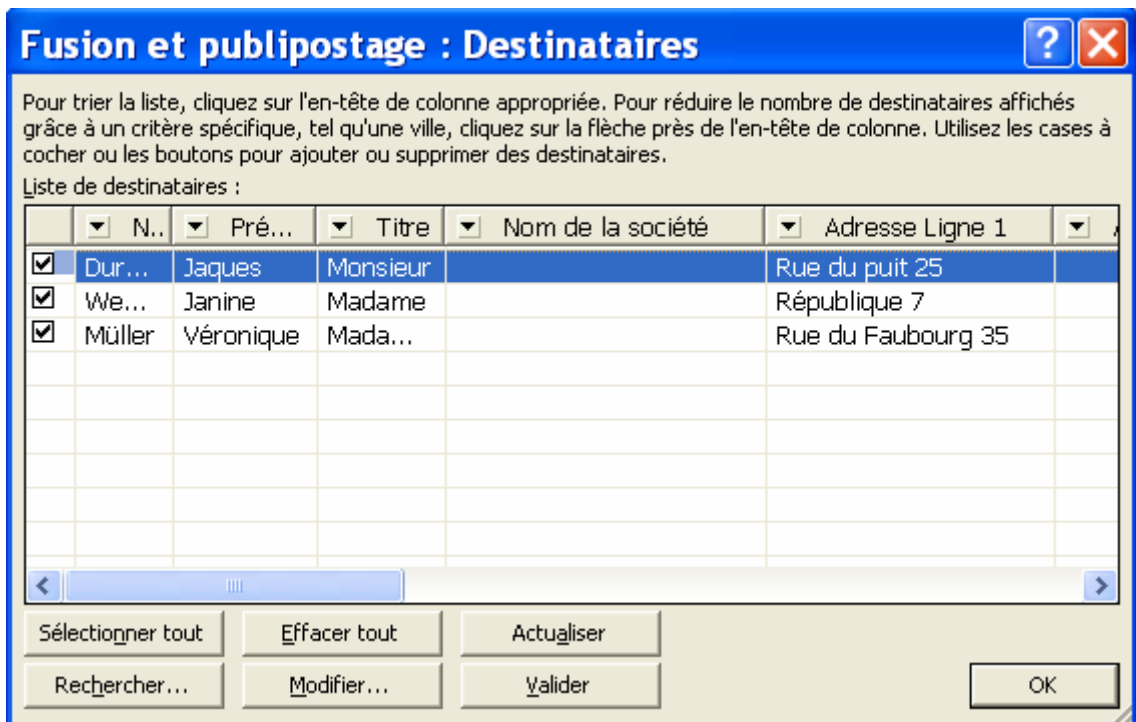 Fusion et publipostage : Destinataires
Pour trier la liste, cliquez sur l'en-tête de colonne appropriée. Pour réduire le nombre de destinataires affichés
grâce à un critère spécifique, tel qu'une ville, cliquez sur la flèche près de l'en-tête de colonne. Utilisez les cases à
cocher ou les boutons pour ajouter ou supprimer des destinataires.
Liste de destinataires :
N.. Pré... Titre Nom de la société Adresse Ligne 1
Dur... Jaques Monsieur Rue du puit 25
We... Janine Madame République 7
Müller Véronique Mada... Rue du Faubourg 35
Sélectionner tout Effacer tout Actualiser
Rechercher... Modifier... Valider OK